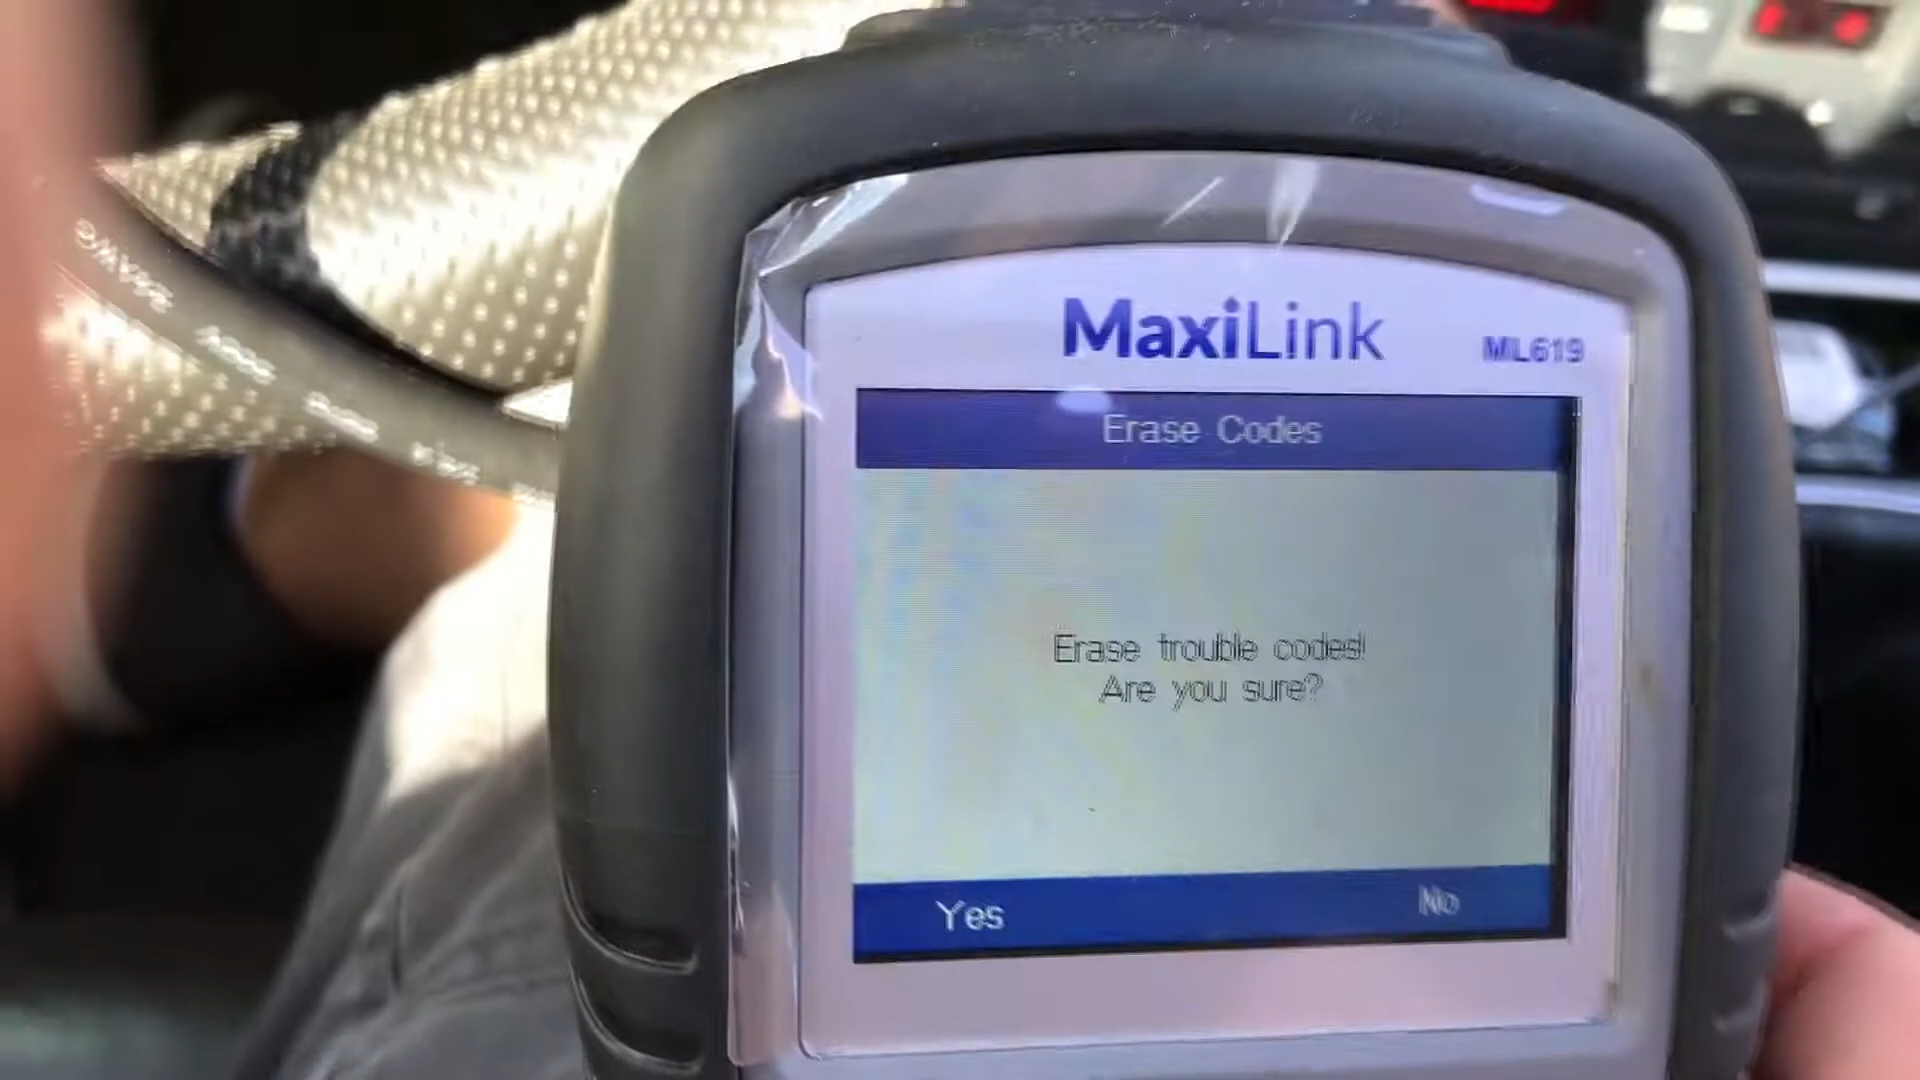 MaxiLink
ML619
Erase Codes
Erase trouble codes!
Are you sure?
Yes
No